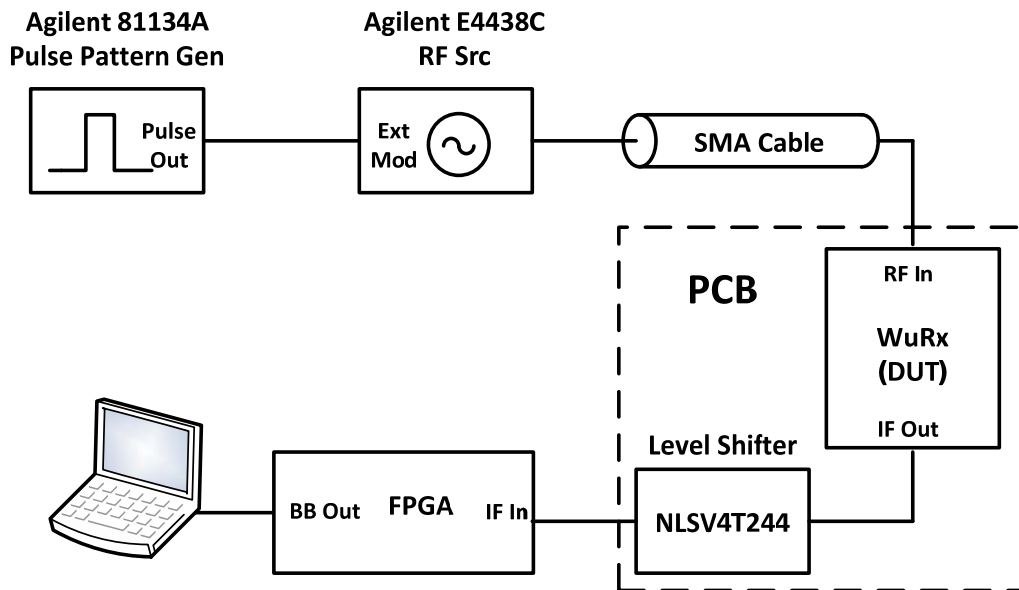 Agilent 81134A
Pulse Pattern Gen
Agilent E4438C
RF Src
Pulse
Out
Ext
Mod
SMA Cable
PCB
RF In
WuRx
(DUT)
IF Out
Level Shifter
NLSV4T244
BB Out
FPGA
IF In